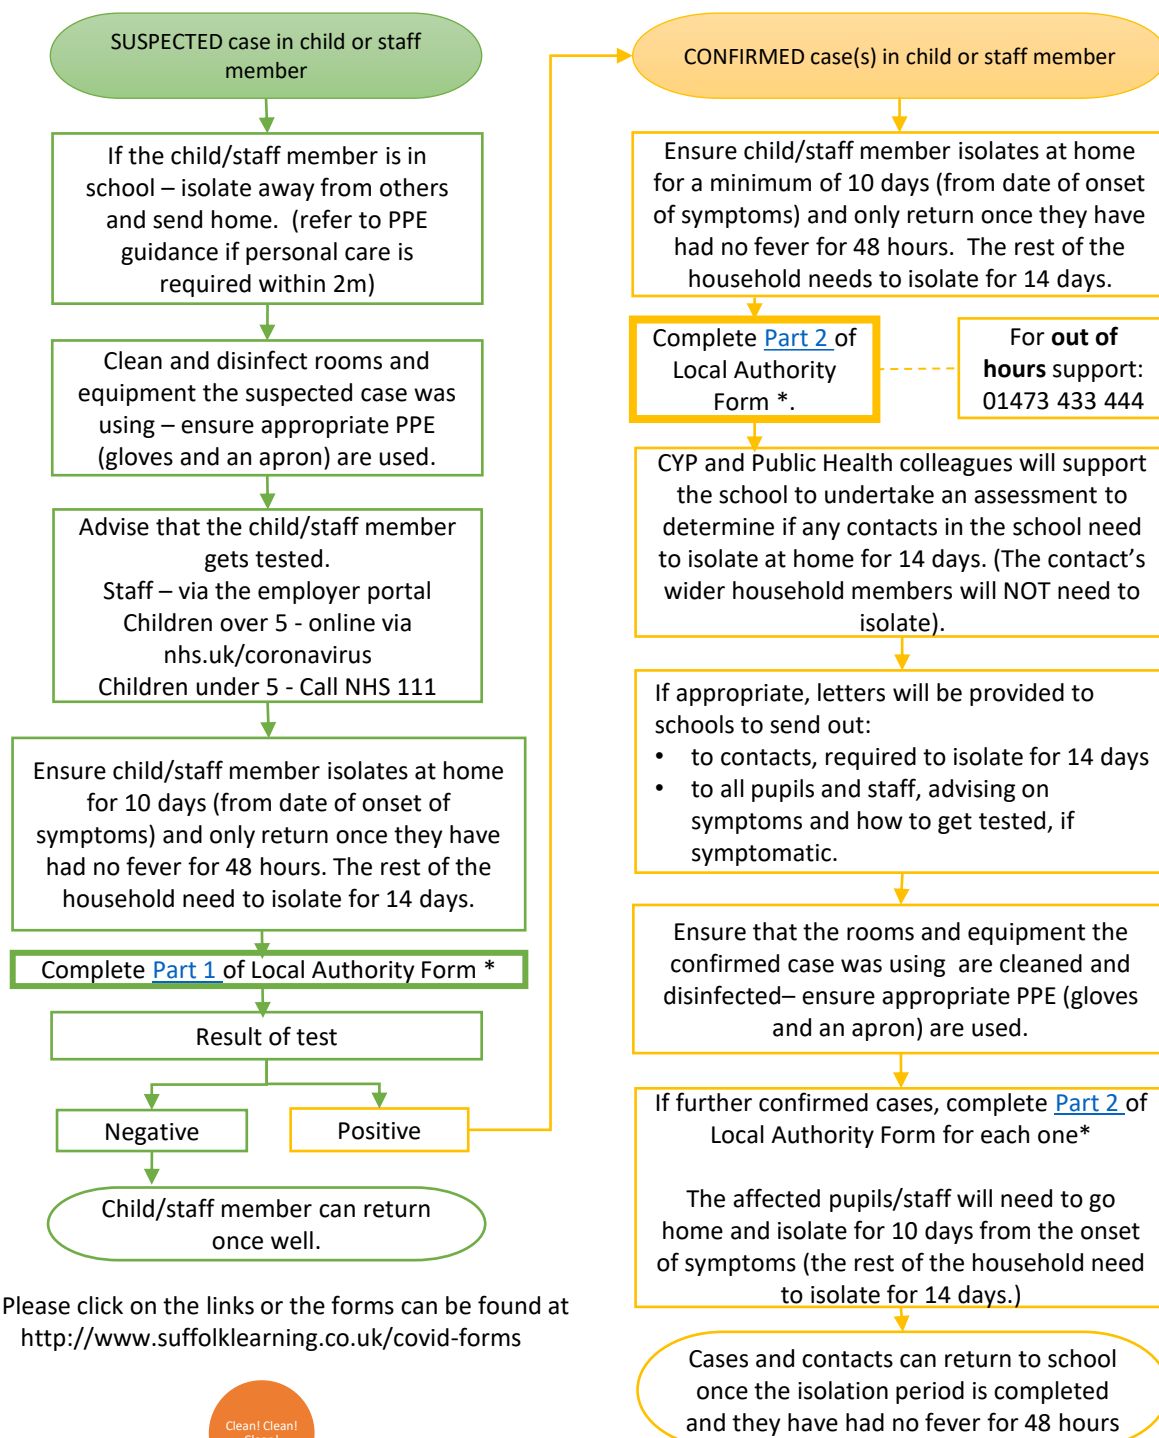 SUSPECTED case in child or staff
member
If the child/staff member is in
school – isolate away from others
and send home. (refer to PPE
guidance if personal care is
required within 2m)
Clean and disinfect rooms and
equipment the suspected case was
using – ensure appropriate PPE
(gloves and an apron) are used.
Advise that the child/staff member
gets tested.
Staff – via the employer portal
Children over 5 - online via
nhs.uk/coronavirus
Children under 5 - Call NHS 111
Ensure child/staff member isolates at home
for 10 days (from date of onset of
symptoms) and only return once they have
had no fever for 48 hours. The rest of the
household need to isolate for 14 days.
Complete Part 1 of Local Authority Form *
Result of test
Negative
Positive
Child/staff member can return
once well.
Please click on the links or the forms can be found at
http://www.suffolklearning.co.uk/covid-forms
Clean! Clean!
Clean!
CONFIRMED case(s) in child or staff member
Ensure child/staff member isolates at home
for a minimum of 10 days (from date of onset
of symptoms) and only return once they have
had no fever for 48 hours. The rest of the
household needs to isolate for 14 days.
Complete Part 2 of
Local Authority
Form *.
For out of
hours support:
01473 433 444
CYP and Public Health colleagues will support
the school to undertake an assessment to
determine if any contacts in the school need
to isolate at home for 14 days. (The contact's
wider household members will NOT need to
isolate).
If appropriate, letters will be provided to
schools to send out:
• to contacts, required to isolate for 14 days
• to all pupils and staff, advising on
symptoms and how to get tested, if
symptomatic.
Ensure that the rooms and equipment the
confirmed case was using are cleaned and
disinfected– ensure appropriate PPE (gloves
and an apron) are used.
If further confirmed cases, complete Part 2 of
Local Authority Form for each one*
The affected pupils/staff will need to go
home and isolate for 10 days from the onset
of symptoms (the rest of the household need
to isolate for 14 days.)
Cases and contacts can return to school
once the isolation period is completed
and they have had no fever for 48 hours